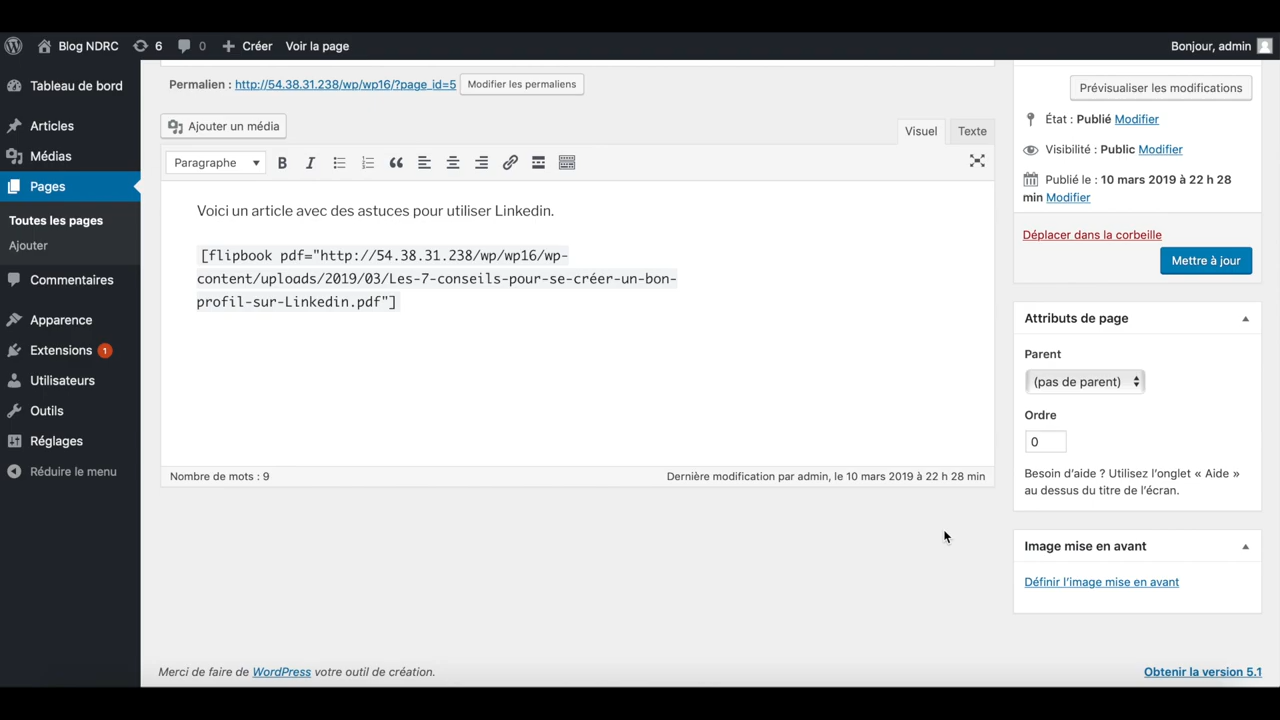 Blog NDRC 6 0 Créer Voir la page Bonjour, admin
Tableau de bord
Articles
Médias
Pages
Toutes les pages
Ajouter
Commentaires
Apparence
Extensions 1
Utilisateurs
Outils
Réglages
Réduire le menu
Permalien : http://54.38.31.238/wp/wp16/?page_id=5 Modifier les permaliens
Ajouter un média
Visuel Texte
Paragraphe
Voici un article avec des astuces pour utiliser Linkedin.
[flipbook pdf="http://54.38.31.238/wp/wp16/wp-
content/uploads/2019/03/Les-7-conseils-pour-se-créer-un-bon-
profil-sur-Linkedin.pdf"]
Nombre de mots : 9
Dernière modification par admin, le 10 mars 2019 à 22 h 28 min
Prévisualiser les modifications
État : Publié Modifier
Visibilité : Public Modifier
Publié le : 10 mars 2019 à 22 h 28
min Modifier
Déplacer dans la corbeille
Mettre à jour
Attributs de page
Parent
(pas de parent)
Ordre
0
Besoin d’aide ? Utilisez l’onglet « Aide »
au dessus du titre de l’écran.
Image mise en avant
Définir l’image mise en avant
Merci de faire de WordPress votre outil de création.
Obtenir la version 5.1